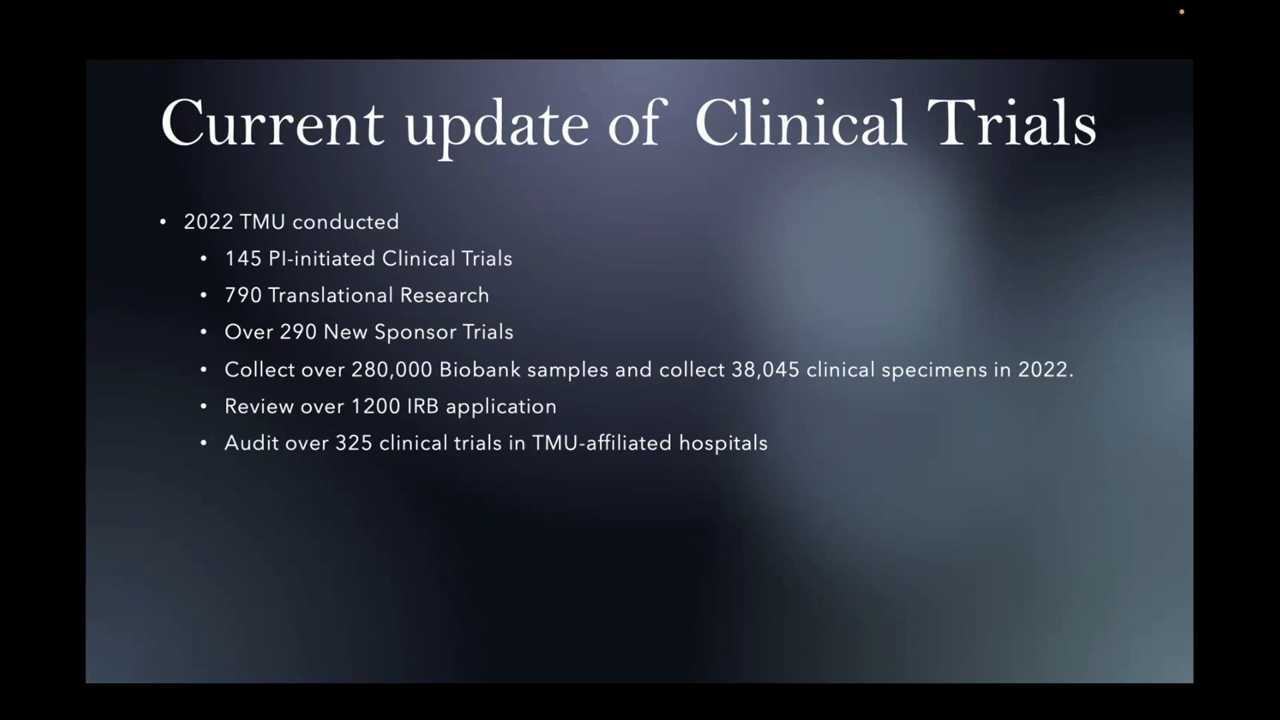 Current update of Clinical Trials
• 2022 TMU conducted
• 145 PI-initiated Clinical Trials
• 790 Translational Research
• Over 290 New Sponsor Trials
• Collect over 280,000 Biobank samples and collect 38,045 clinical specimens in 2022.
• Review over 1200 IRB application
• Audit over 325 clinical trials in TMU-affiliated hospitals